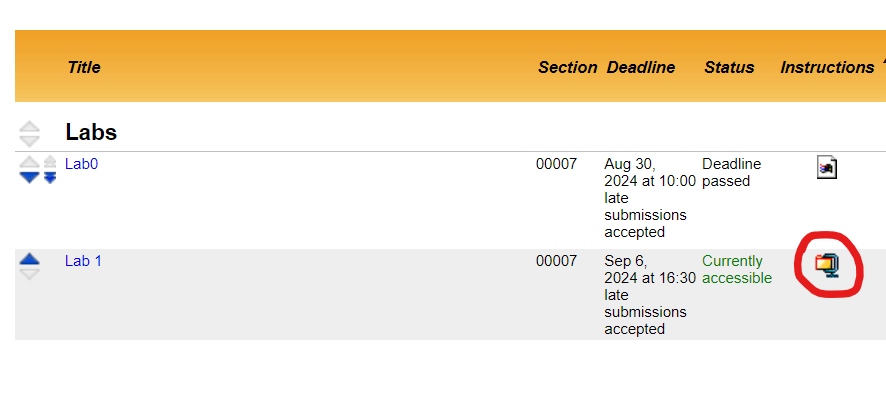 Title Section Deadline Status Instructions
Labs
Lab0 00007 Aug 30, Deadline
2024 at 10:00 passed
late
submissions
accepted
Lab 1 00007 Sep 6, Currently
2024 at 16:30 accessible
late
submissions
accepted